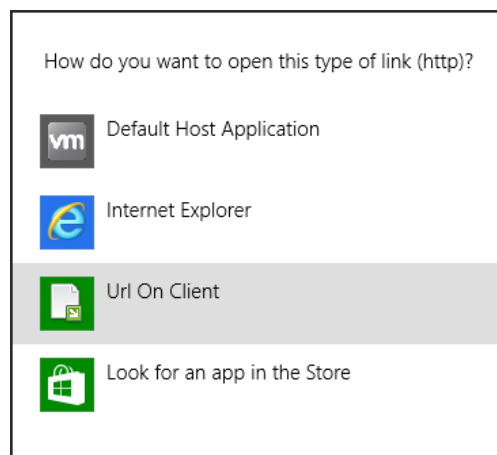 How do you want to open this type of link (http)?
vm
Default Host Application
Internet Explorer
Url On Client
Look for an app in the Store